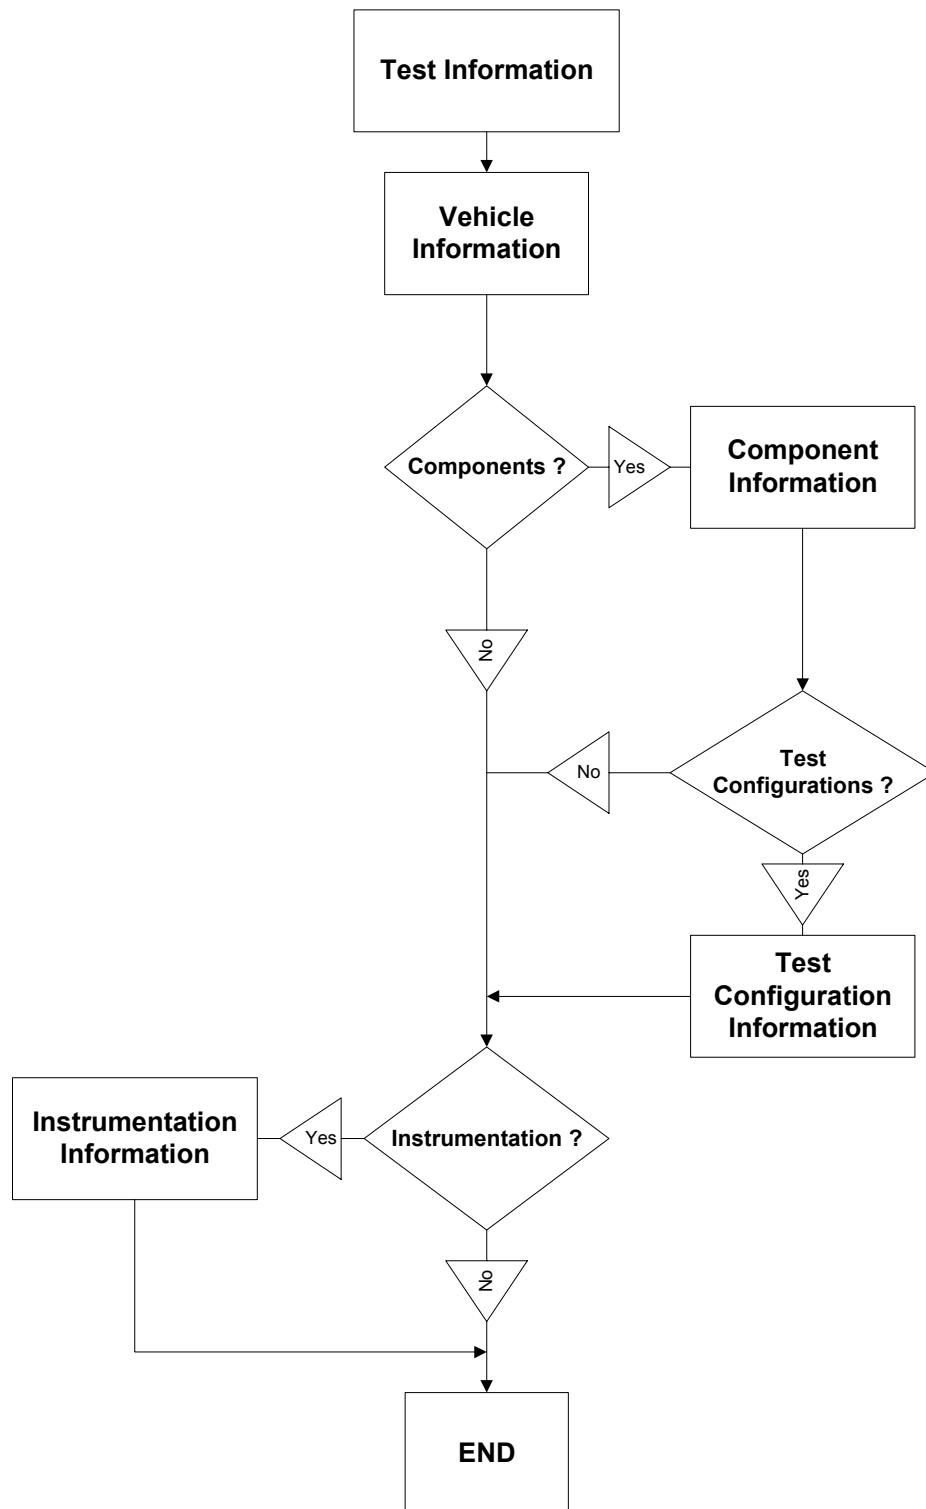 Test Information
Vehicle
Information
Components ?
Yes
Component
Information
No
Test
Configurations ?
No
Yes
Test
Configuration
Information
Instrumentation ?
Yes
Instrumentation
Information
No
END